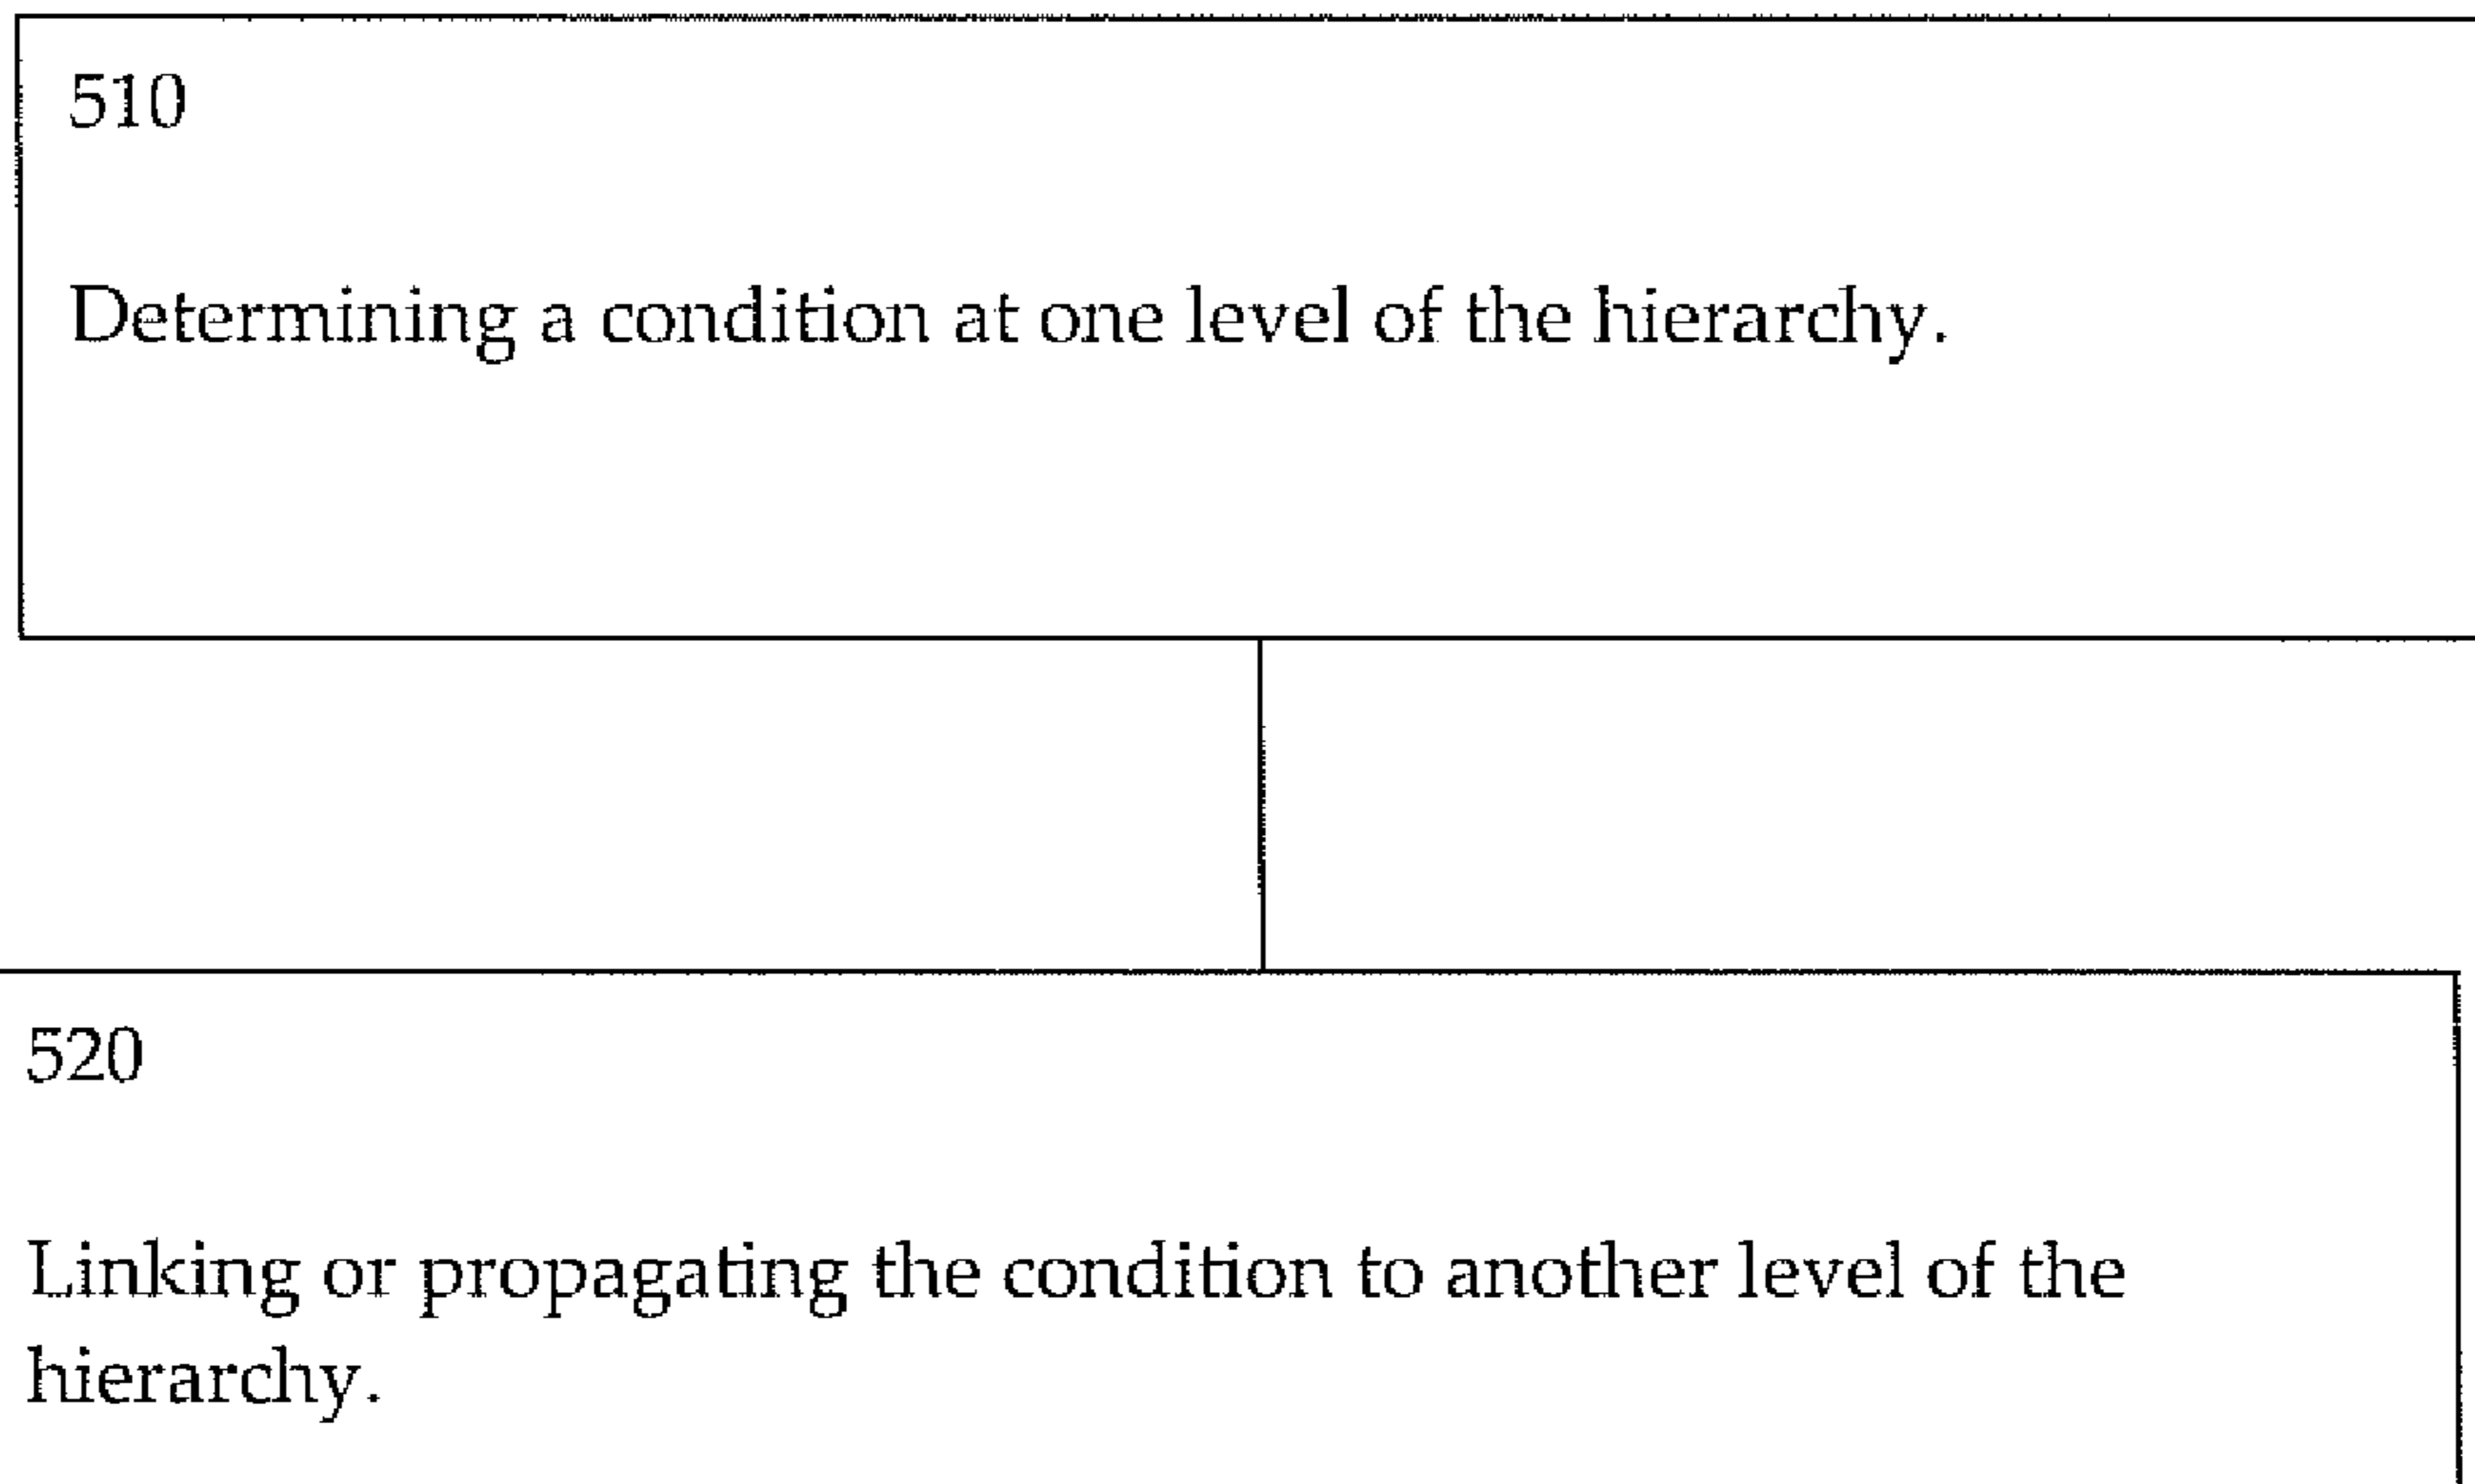 510
Determining a condition at one level of the hierarchy.
520
Linking or propagating the condition to another level of the
hierarchy.